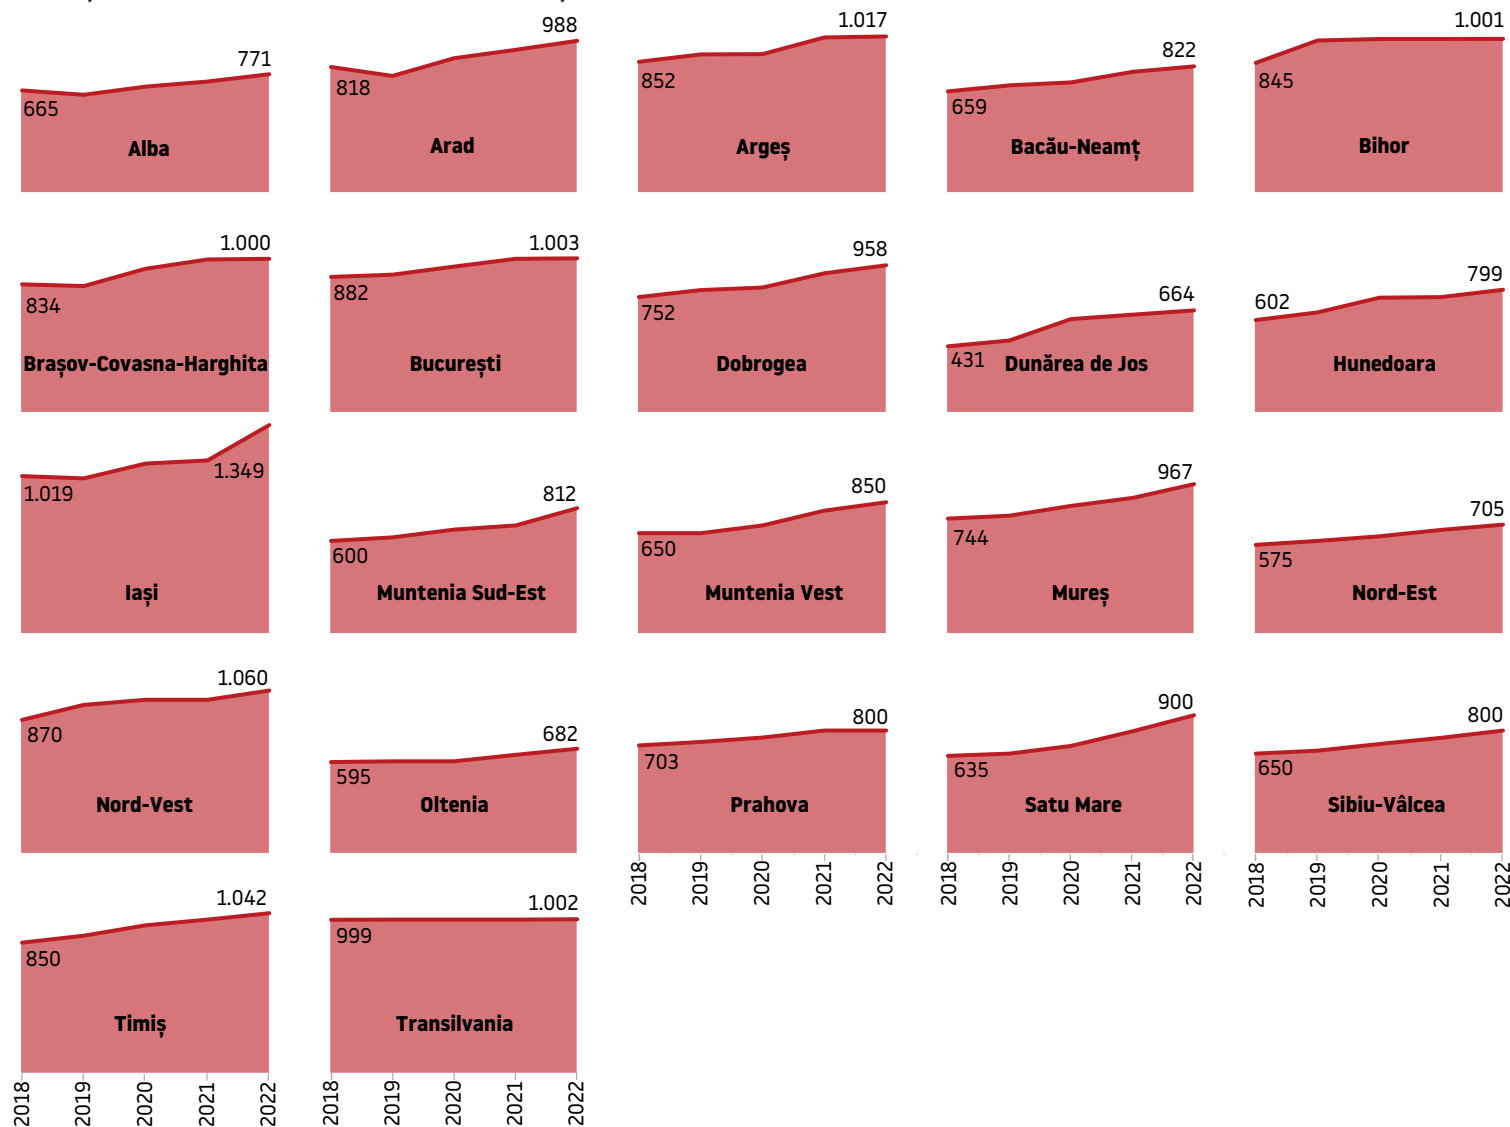 988
1.017
1.001
771
822
665
818
852
659
845
Alba
Arad
Argeș
Bacău-Neamț
Bihor
1.000
1.003
958
664
799
834
882
752
431
602
Brașov-Covasna-Harghita
București
Dobrogea
Dunărea de Jos
Hunedoara
1.349
1.019
812
850
967
705
600
650
744
575
Iași
Muntenia Sud-Est
Muntenia Vest
Mureș
Nord-Est
1.060
682
800
900
800
870
595
703
635
650
Nord-Vest
Oltenia
Prahova
Satu Mare
Sibiu-Vâlcea
2018 2019 2020 2021 2022
2018 2019 2020 2021 2022
2018 2019 2020 2021 2022
1.042
1.002
850
999
Timiș
Transilvania
2018 2019 2020 2021 2022
2018 2019 2020 2021 2022